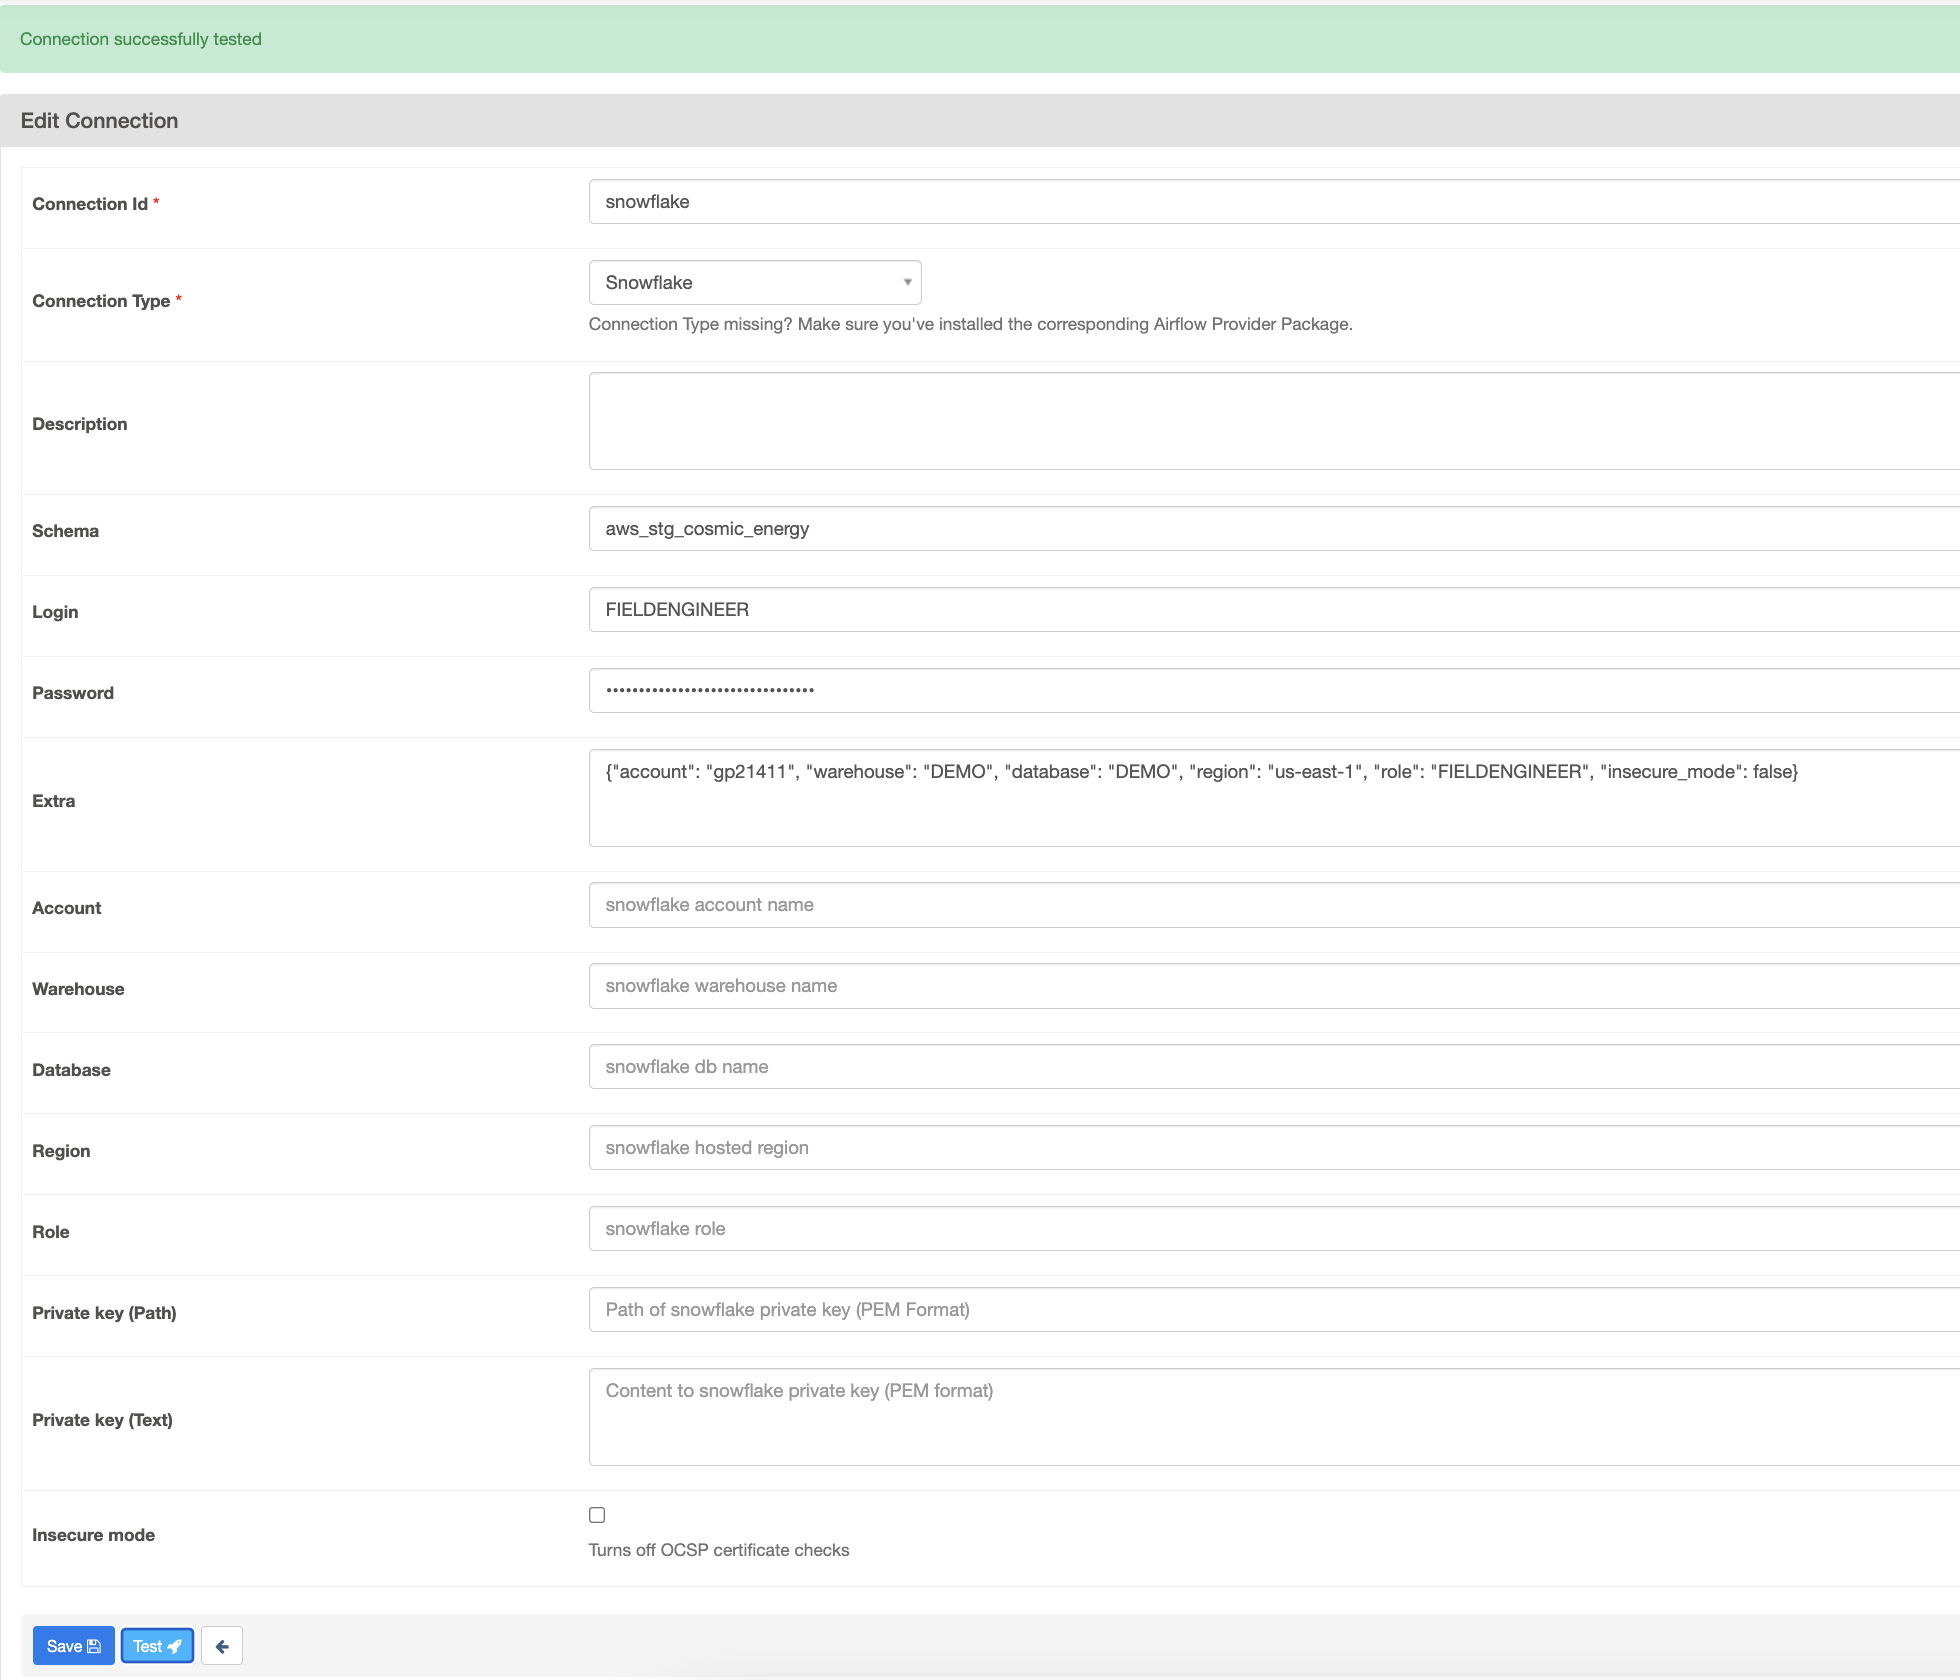 Connection successfully tested
Edit Connection
Connection Id *
snowflake
Connection Type *
Snowflake
Connection Type missing? Make sure you've installed the corresponding Airflow Provider Package.
Description
Schema
aws_stg_cosmic_energy
Login
FIELDENGINEER
Password
••••••••••••••••••••••••••••••••
Extra
{"account": "gp21411", "warehouse": "DEMO", "database": "DEMO", "region": "us-east-1", "role": "FIELDENGINEER", "insecure_mode": false}
Account
snowflake account name
Warehouse
snowflake warehouse name
Database
snowflake db name
Region
snowflake hosted region
Role
snowflake role
Private key (Path)
Path of snowflake private key (PEM Format)
Private key (Text)
Content to snowflake private key (PEM format)
Insecure mode
Turns off OCSP certificate checks
Save
Test